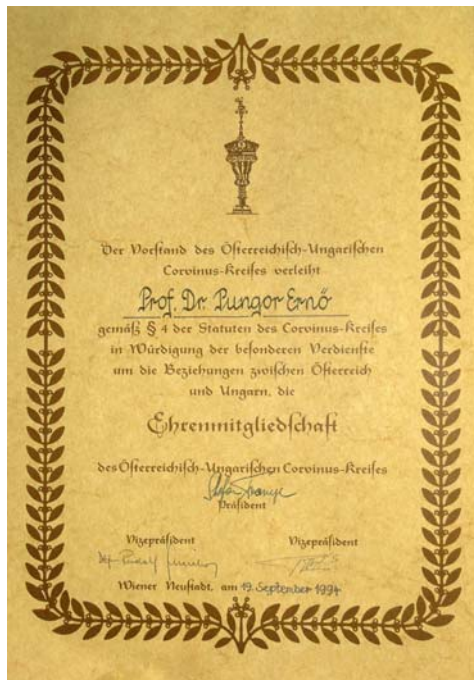 Der Vorstand des Österreichisch-Ungarischen
Corvinus-Kreises verleiht
Prof. Dr. Pungor Ernő
gemäß § 4 der Statuten des Corvinus-Kreises
in Würdigung der besonderen Verdienste
um die Beziehungen zwischen Österreich
und Ungarn, die
Ehrenmitgliedschaft
des Österreichisch-Ungarischen Corvinus-Kreises
Präsident
Vizepräsident Vizepräsident
Wiener Neustadt, am 19. September 1994